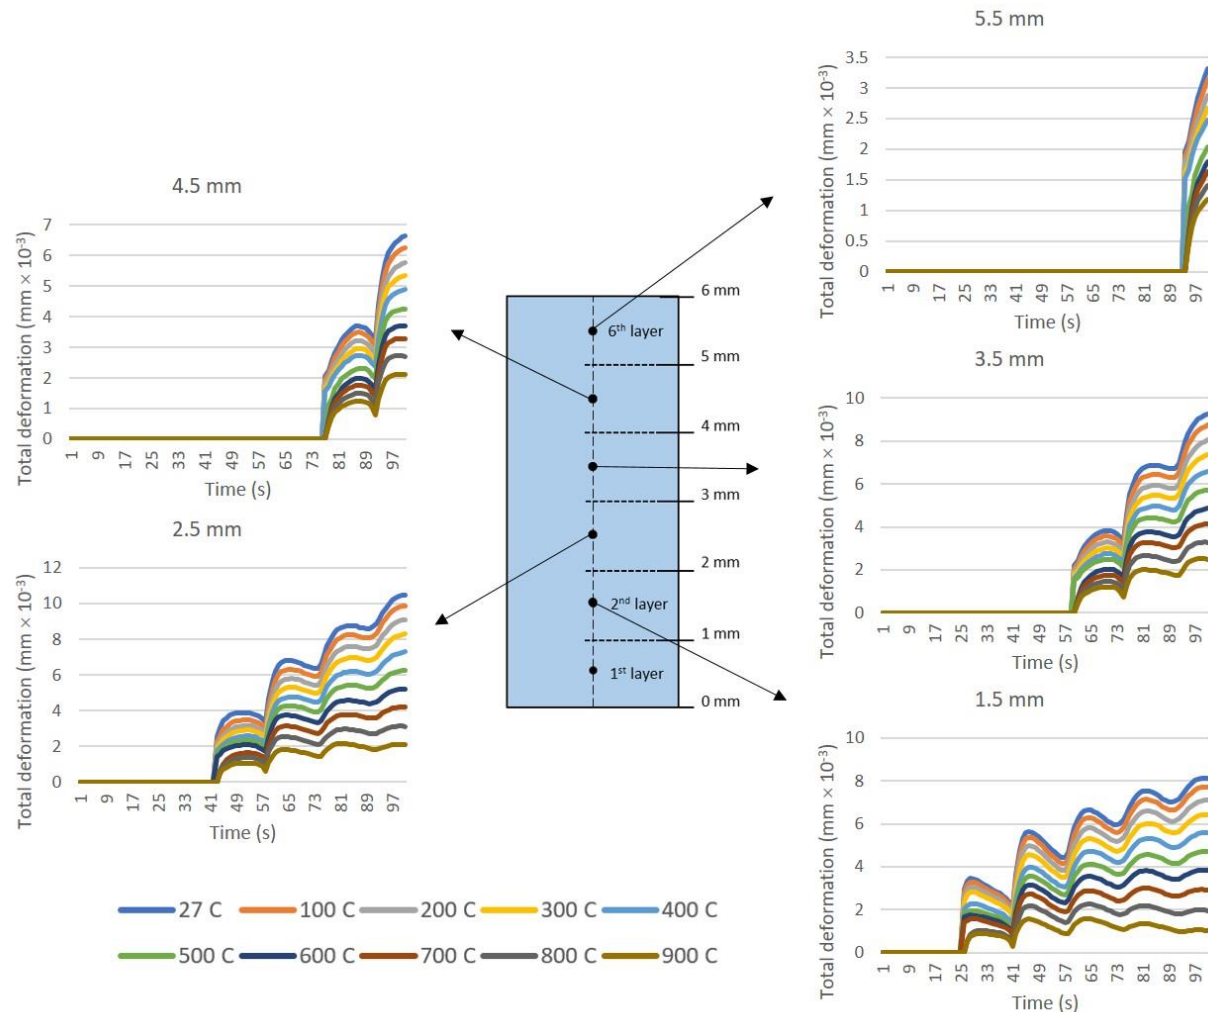 5.5 mm
Total deformation (mm × 10⁻³)
3.5
3
2.5
2
1.5
1
0.5
0
1 9 17 25 33 41 49 57 65 73 81 89 97
Time (s)
4.5 mm
Total deformation (mm × 10⁻³)
7
6
5
4
3
2
1
0
1 9 17 25 33 41 49 57 65 73 81 89 97
Time (s)
6 mm
6th layer
5 mm
4 mm
3 mm
2 mm
2nd layer
1 mm
1st layer
0 mm
3.5 mm
Total deformation (mm × 10⁻³)
10
8
6
4
2
0
1 9 17 25 33 41 49 57 65 73 81 89 97
Time (s)
2.5 mm
Total deformation (mm × 10⁻³)
12
10
8
6
4
2
0
1 9 17 25 33 41 49 57 65 73 81 89 97
Time (s)
1.5 mm
Total deformation (mm × 10⁻³)
10
8
6
4
2
0
1 9 17 25 33 41 49 57 65 73 81 89 97
Time (s)
27 C 100 C 200 C 300 C 400 C
500 C 600 C 700 C 800 C 900 C